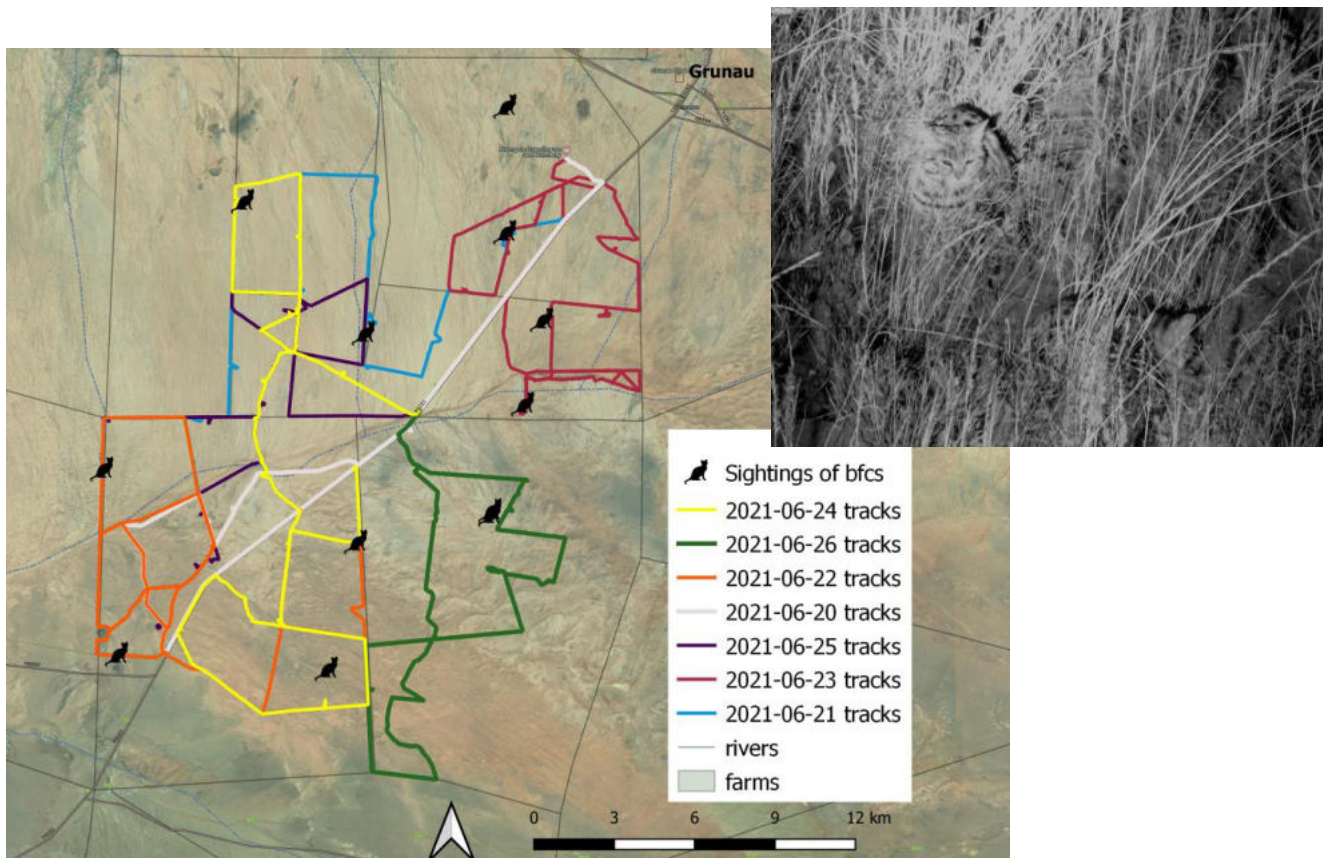 Grunau
Sightings of bfcs
2021-06-24 tracks
2021-06-26 tracks
2021-06-22 tracks
2021-06-20 tracks
2021-06-25 tracks
2021-06-23 tracks
2021-06-21 tracks
rivers
farms
0 3 6 9 12 km